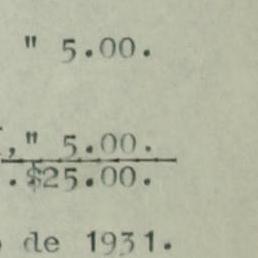 " 5.00.
," 5.00.
.$25.00.
de 1931.